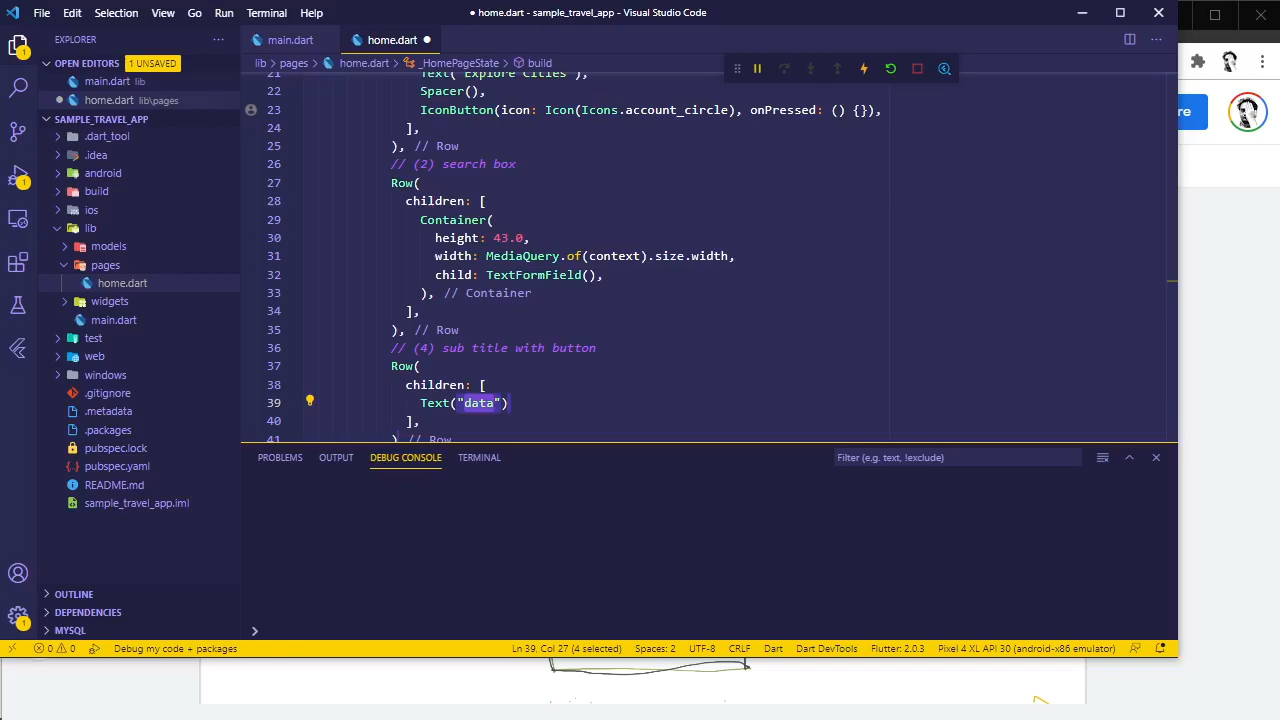 File Edit Selection View Go Run Terminal Help
● home.dart - sample_travel_app - Visual Studio Code
EXPLORER
main.dart
home.dart
OPEN EDITORS 1 UNSAVED
lib > pages > home.dart > _HomePageState > build
main.dart lib
home.dart lib\pages
SAMPLE_TRAVEL_APP
.dart_tool
.idea
android
build
ios
lib
models
pages
home.dart
widgets
main.dart
test
web
windows
.gitignore
.metadata
.packages
pubspec.lock
pubspec.yaml
README.md
sample_travel_app.iml
OUTLINE
DEPENDENCIES
MYSQL
21 Text("Explore Cities"),
22 Spacer(),
23 IconButton(icon: Icon(Icons.account_circle), onPressed: () {}),
24 ],
25 ), // Row
26 // (2) search box
27 Row(
28 children: [
29 Container(
30 height: 43.0,
31 width: MediaQuery.of(context).size.width,
32 child: TextFormField(),
33 ), // Container
34 ],
35 ), // Row
36 // (4) sub title with button
37 Row(
38 children: [
39 Text("data")
40 ],
41 ) // Row
PROBLEMS OUTPUT DEBUG CONSOLE TERMINAL
Filter (e.g. text, !exclude)
0 0 Debug my code + packages
Ln 39, Col 27 (4 selected) Spaces: 2 UTF-8 CRLF Dart Dart DevTools Flutter: 2.0.3 Pixel 4 XL API 30 (android-x86 emulator)
1
1
1
re